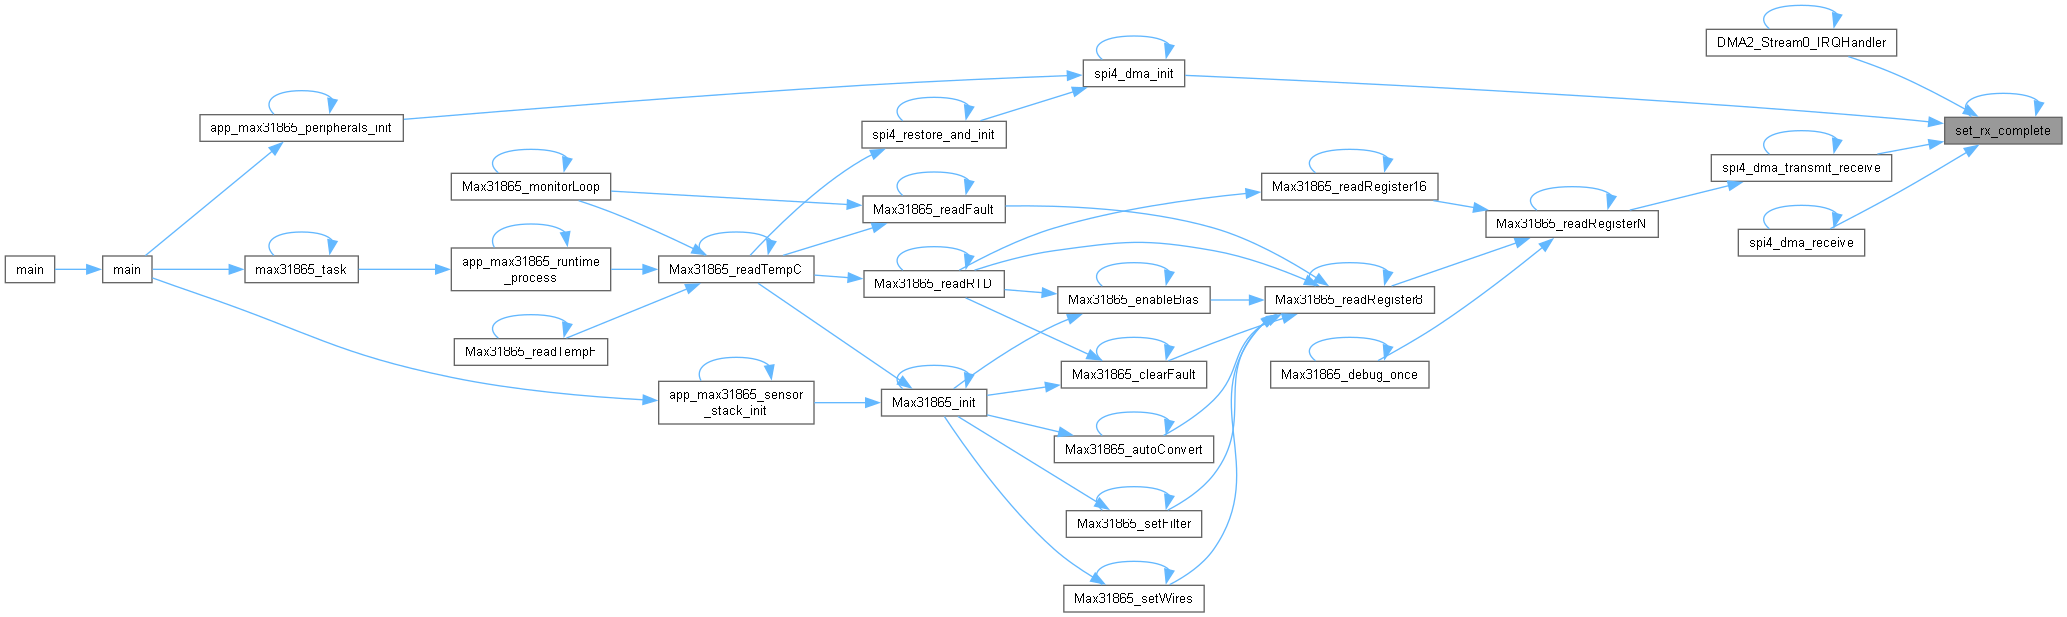 DMA2_Stream0_IRQHandler
spi4_dma_init
app_max31865_peripherals_init
spi4_restore_and_init
set_rx_complete
spi4_dma_transmit_receive
Max31865_monitorLoop
Max31865_readRegister16
Max31865_readFault
Max31865_readRegisterN
spi4_dma_receive
main
main
max31865_task
app_max31865_runtime
_process
Max31865_readTempC
Max31865_readRTD
Max31865_enableBias
Max31865_readRegister8
Max31865_readTempF
Max31865_clearFault
Max31865_debug_once
app_max31865_sensor
_stack_init
Max31865_init
Max31865_autoConvert
Max31865_setFilter
Max31865_setWires